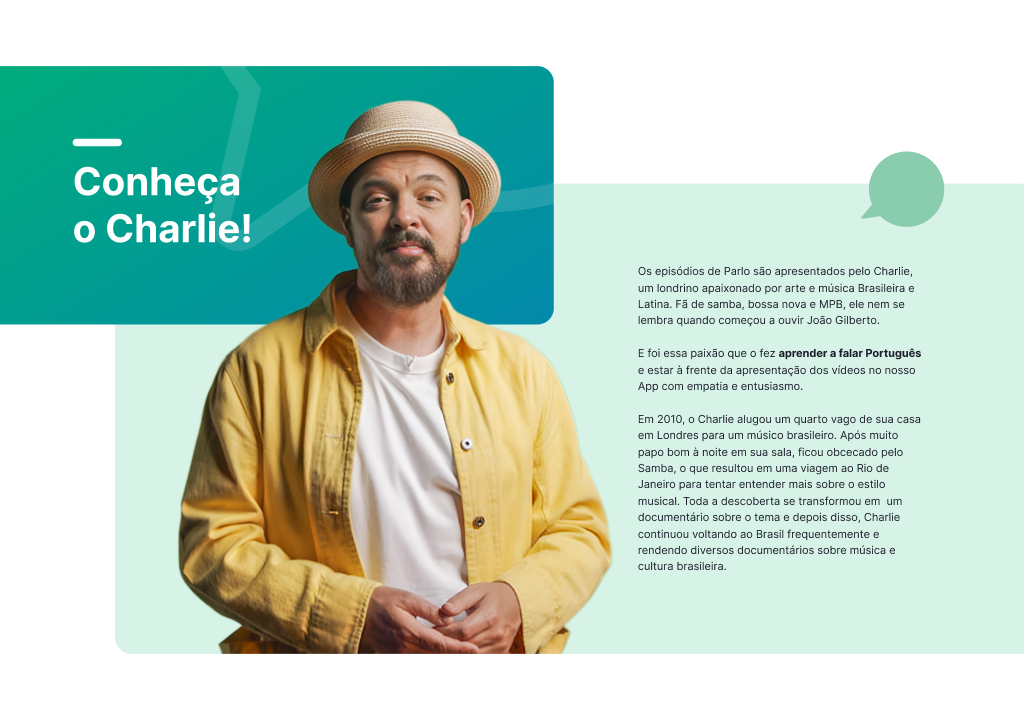 Conheça
o Charlie!
Os episódios de Parlo são apresentados pelo Charlie,
um londrino apaixonado por arte e música Brasileira e
Latina. Fã de samba, bossa nova e MPB, ele nem se
lembra quando começou a ouvir João Gilberto.
E foi essa paixão que o fez aprender a falar Português
e estar à frente da apresentação dos vídeos no nosso
App com empatia e entusiasmo.
Em 2010, o Charlie alugou um quarto vago de sua casa
em Londres para um músico brasileiro. Após muito
papo bom à noite em sua sala, ficou obcecado pelo
Samba, o que resultou em uma viagem ao Rio de
Janeiro para tentar entender mais sobre o estilo
musical. Toda a descoberta se transformou em  um
documentário sobre o tema e depois disso, Charlie
continuou voltando ao Brasil frequentemente e
rendendo diversos documentários sobre música e
cultura brasileira.